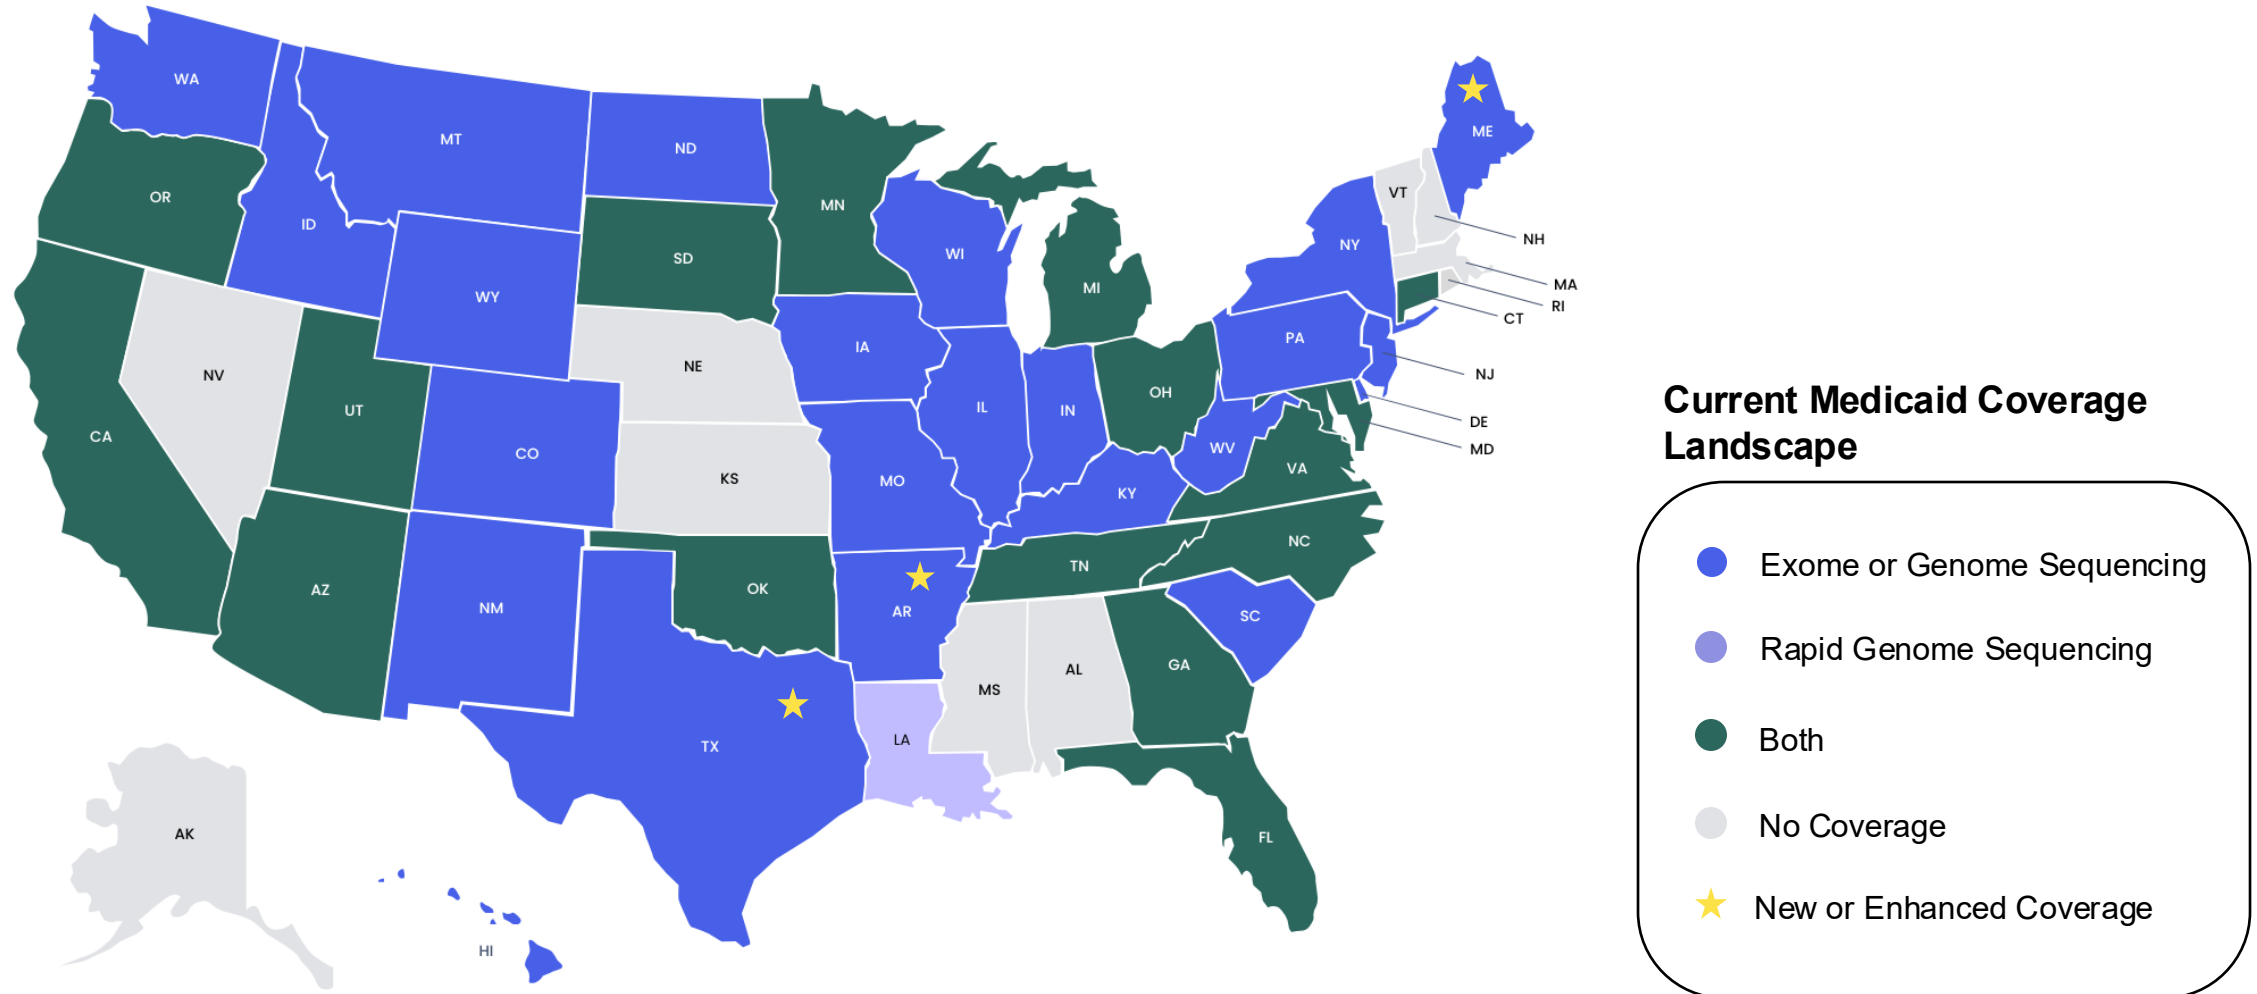 WA
MT
ND
MN
OR
ID
SD
WI
MI
WY
NY
VT
ME
NH
MA
RI
CT
NV
UT
CA
CO
NE
IA
IL
IN
OH
PA
NJ
DE
MD
KS
MO
KY
WV
VA
AZ
NM
OK
AR
TN
NC
SC
TX
LA
MS
AL
GA
FL
AK
HI
Current Medicaid Coverage
Landscape
Exome or Genome Sequencing
Rapid Genome Sequencing
Both
No Coverage
New or Enhanced Coverage